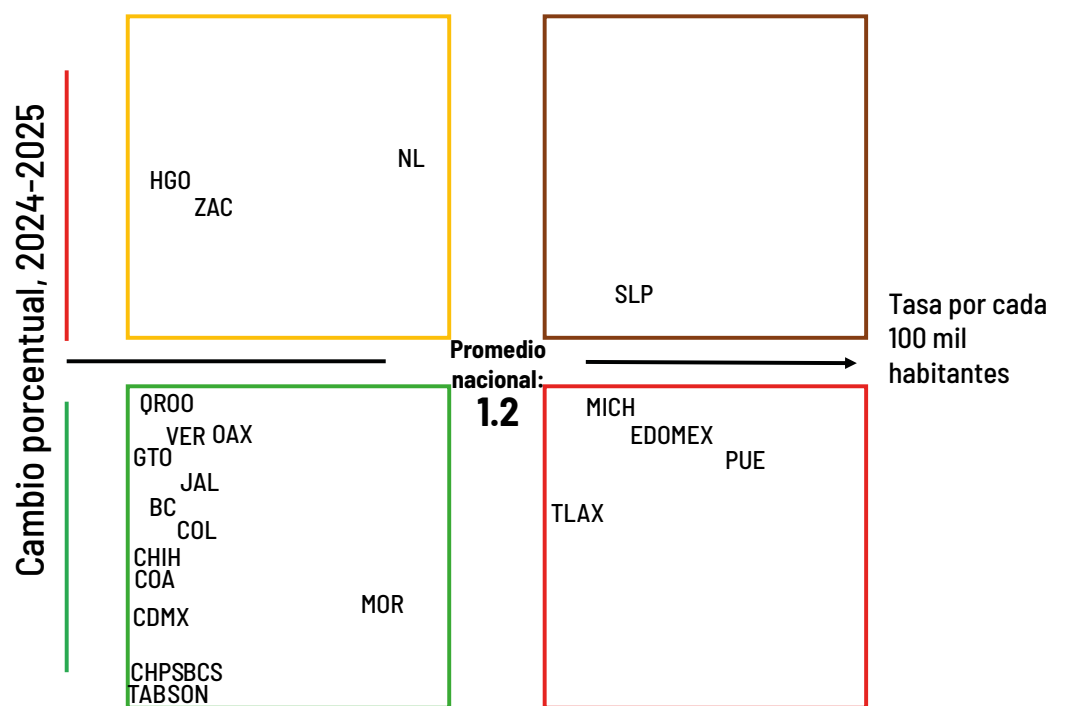 Cambio porcentual, 2024-2025
NL
HGO
ZAC
SLP
Tasa por cada
100 mil
habitantes
Promedio
nacional:
1.2
QROO
VER OAX
GTO
JAL
BC
COL
CHIH
COA
MOR
CDMX
CHPSBCS
TABSON
MICH
EDOMEX
PUE
TLAX